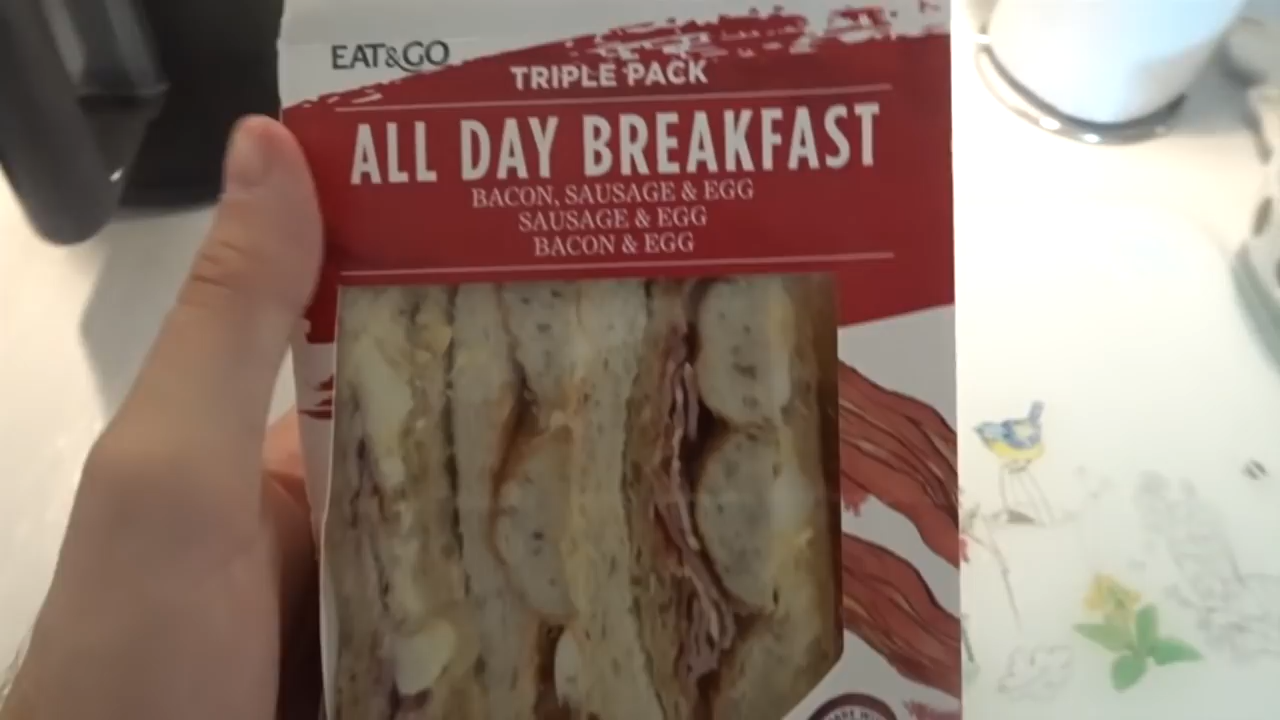 EAT&GO
TRIPLE PACK
ALL DAY BREAKFAST
BACON, SAUSAGE & EGG
SAUSAGE & EGG
BACON & EGG